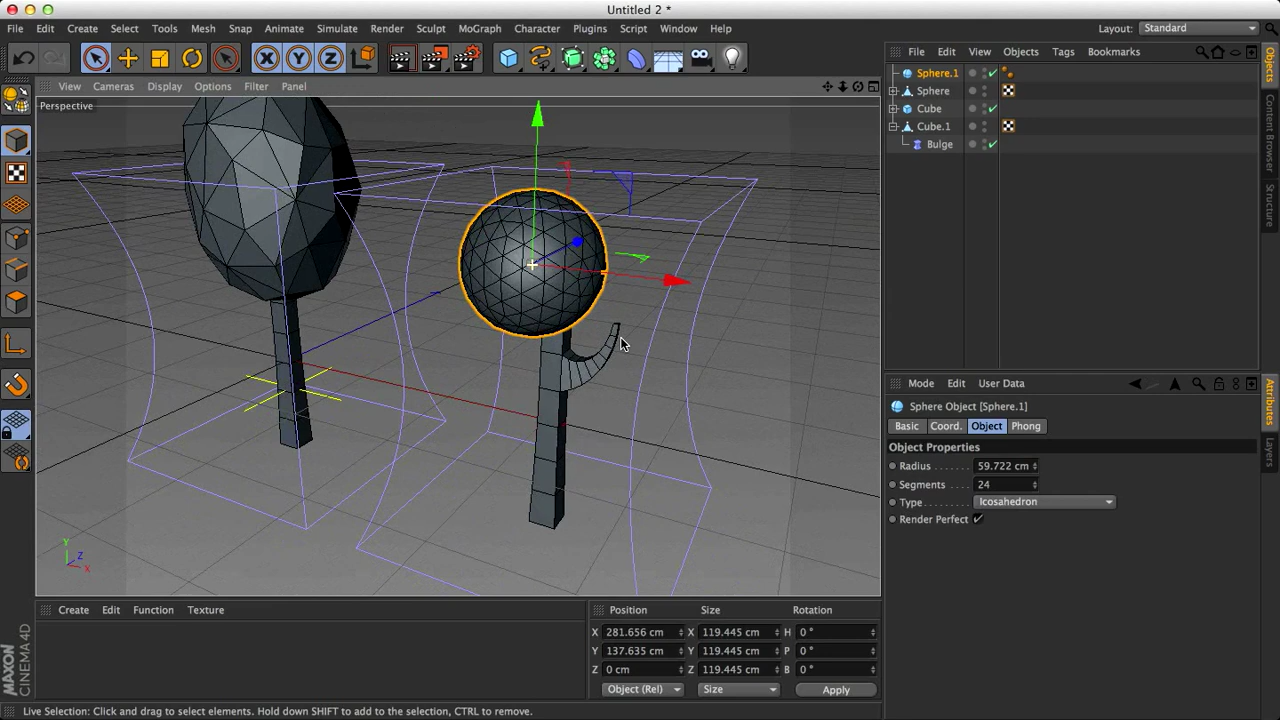 Untitled 2 *
File Edit Create Select Tools Mesh Snap Animate Simulate Render Sculpt MoGraph Character Plugins Script Window Help
Layout: Standard
X Y Z
File Edit View Objects Tags Bookmarks
View Cameras Display Options Filter Panel
Perspective
Sphere.1
Sphere
Cube
Cube.1
Bulge
Objects
Content Browser
Structure
Mode Edit User Data
Sphere Object [Sphere.1]
Basic Coord. Object Phong
Object Properties
Radius 59.722 cm
Segments 24
Type Icosahedron
Render Perfect
Attributes
Layers
Y
Z
X
Create Edit Function Texture
Position Size Rotation
X 281.656 cm X 119.445 cm H 0 °
Y 137.635 cm Y 119.445 cm P 0 °
Z 0 cm Z 119.445 cm B 0 °
Object (Rel) Size Apply
MAXON
CINEMA 4D
Live Selection: Click and drag to select elements. Hold down SHIFT to add to the selection, CTRL to remove.